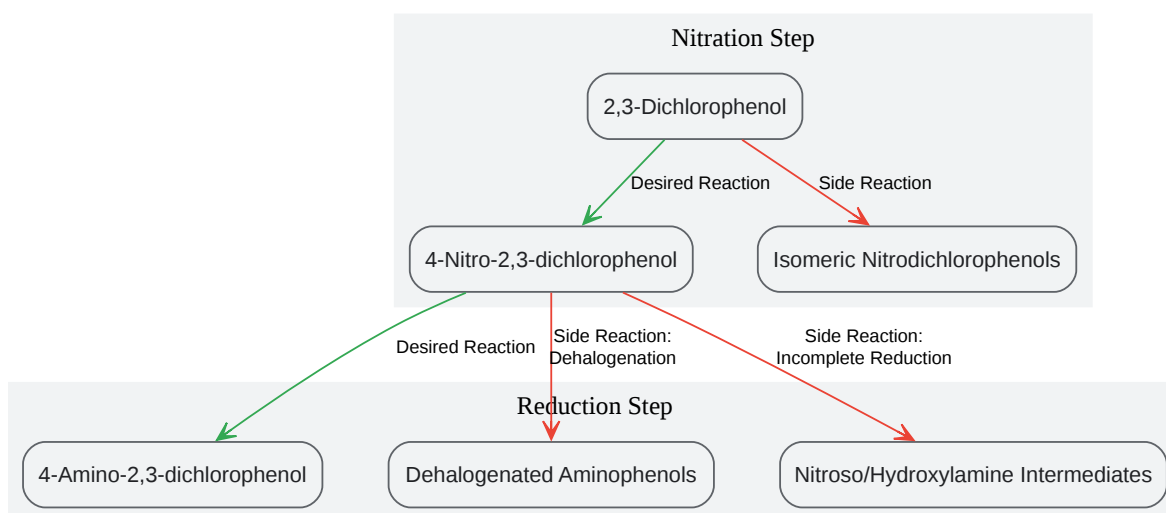 Nitration Step
2,3-Dichlorophenol
Desired Reaction
Side Reaction
4-Nitro-2,3-dichlorophenol
Isomeric Nitrodichlorophenols
Desired Reaction
Side Reaction:
Dehalogenation
Side Reaction:
Incomplete Reduction
Reduction Step
4-Amino-2,3-dichlorophenol
Dehalogenated Aminophenols
Nitroso/Hydroxylamine Intermediates